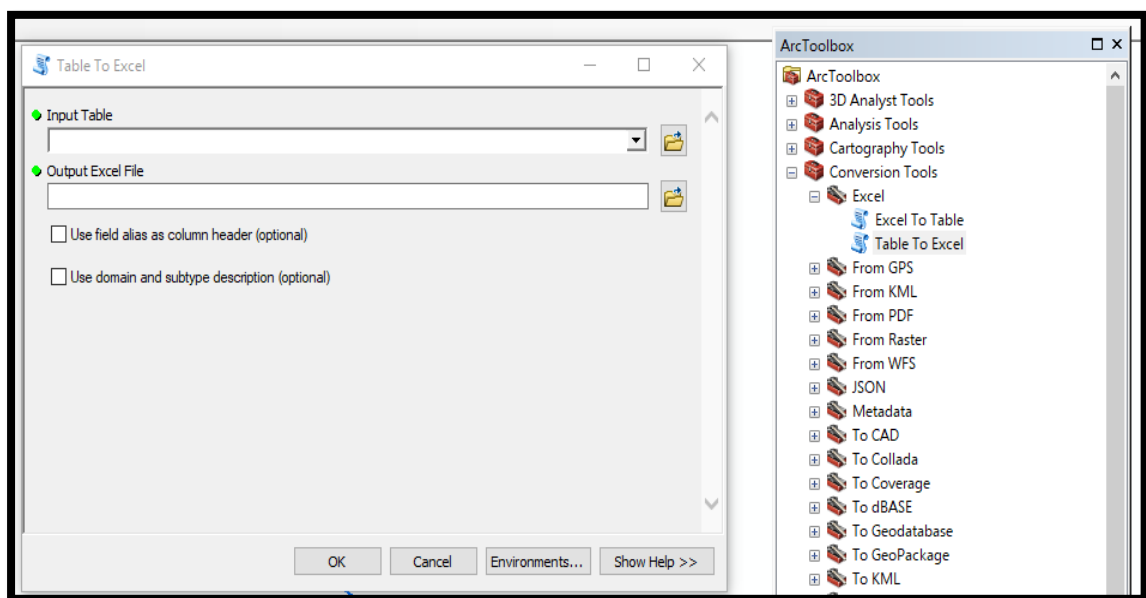 Table To Excel
Input Table
Output Excel File
Use field alias as column header (optional)
Use domain and subtype description (optional)
OK Cancel Environments... Show Help >>
ArcToolbox
ArcToolbox
3D Analyst Tools
Analysis Tools
Cartography Tools
Conversion Tools
Excel
Excel To Table
Table To Excel
From GPS
From KML
From PDF
From Raster
From WFS
JSON
Metadata
To CAD
To Collada
To Coverage
To dBASE
To Geodatabase
To GeoPackage
To KML